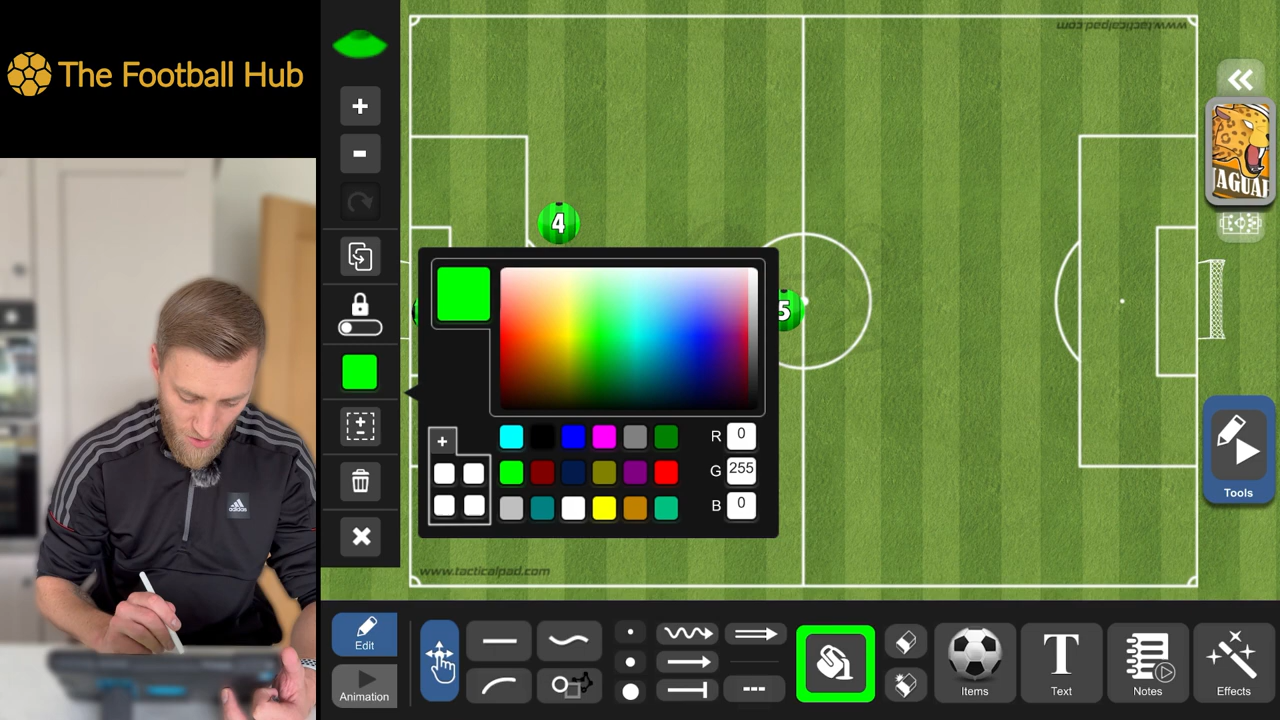 The Football Hub
www.tacticalpad.com
JAGUAR
4
5
+
R 0
G 255
B 0
Tools
www.tacticalpad.com
Edit
Animation
Items
T
Text
Notes
Effects